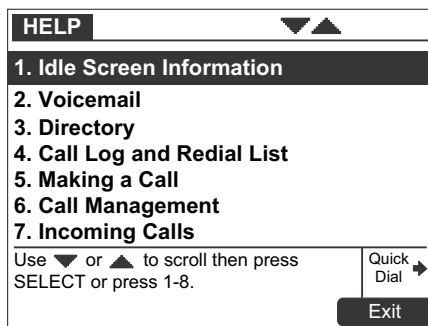 HELP
1. Idle Screen Information
2. Voicemail
3. Directory
4. Call Log and Redial List
5. Making a Call
6. Call Management
7. Incoming Calls
Use ▼ or ▲ to scroll then press
SELECT or press 1-8.
Quick
Dial
Exit